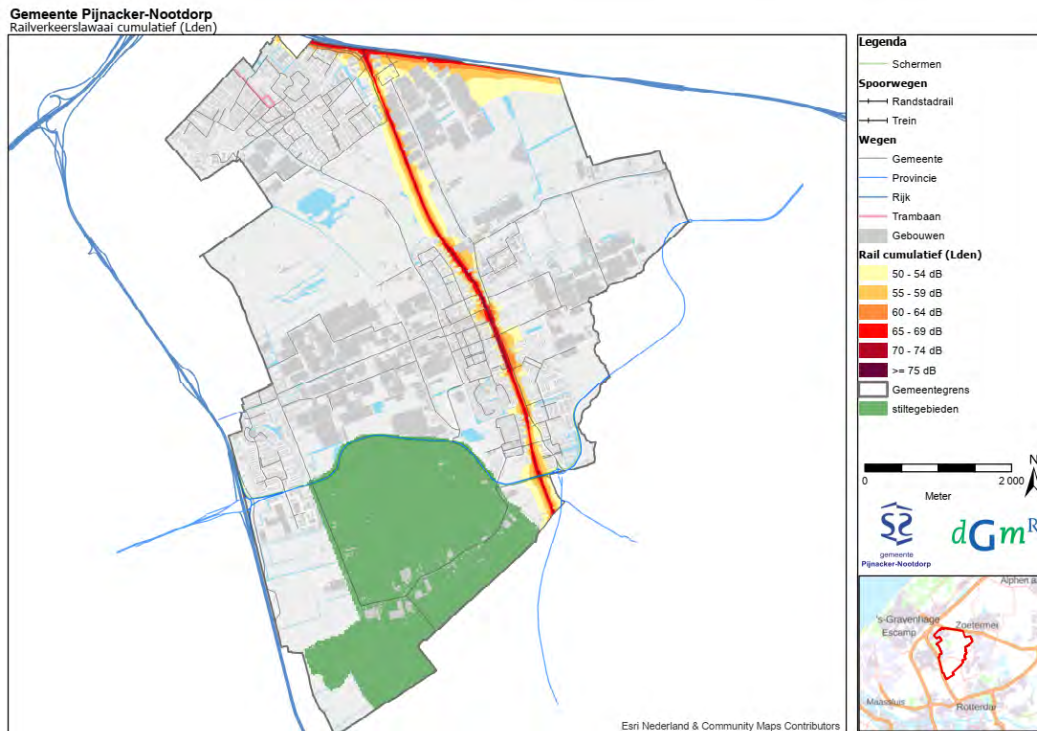 Gemeente Pijnacker-Nootdorp
Railverkeerslawaai cumulatief (Lden)
Legenda
Schermen
Spoorwegen
Randstadrail
Trein
Wegen
Gemeente
Provincie
Rijk
Trambaan
Gebouwen
Rail cumulatief (Lden)
50 - 54 dB
55 - 59 dB
60 - 64 dB
65 - 69 dB
70 - 74 dB
>= 75 dB
Gemeentegrens
stiltegebieden
0 2 000
Meter
N
gemeente
Pijnacker-Nootdorp
dGmR
Alphen a
's-Gravenhage
Zoetermeer
Escamp
Maassluis
Rotterdar
Esri Nederland & Community Maps Contributors